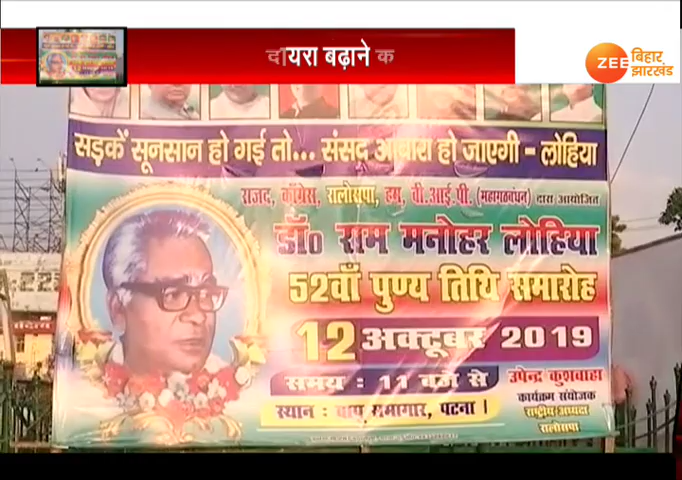 दायरा बढ़ाने क
ZEE बिहार झारखंड
सड़कें सूनसान हो गई तो... संसद आवारा हो जाएगी - लोहिया
राजद, काँग्रेस, रालोसपा, हम, वी.आई.पी. (महागठबंधन) द्वारा आयोजित
डॉ० राम मनोहर लोहिया
52वाँ पुण्य तिथि समारोह
12 अक्टूबर 2019
समय : 11 बजे से
स्थान : बापू सभागार, पटना |
उपेन्द्र कुशवाहा
कार्यक्रम संयोजक
राष्ट्रीय अध्यक्ष
रालोसपा